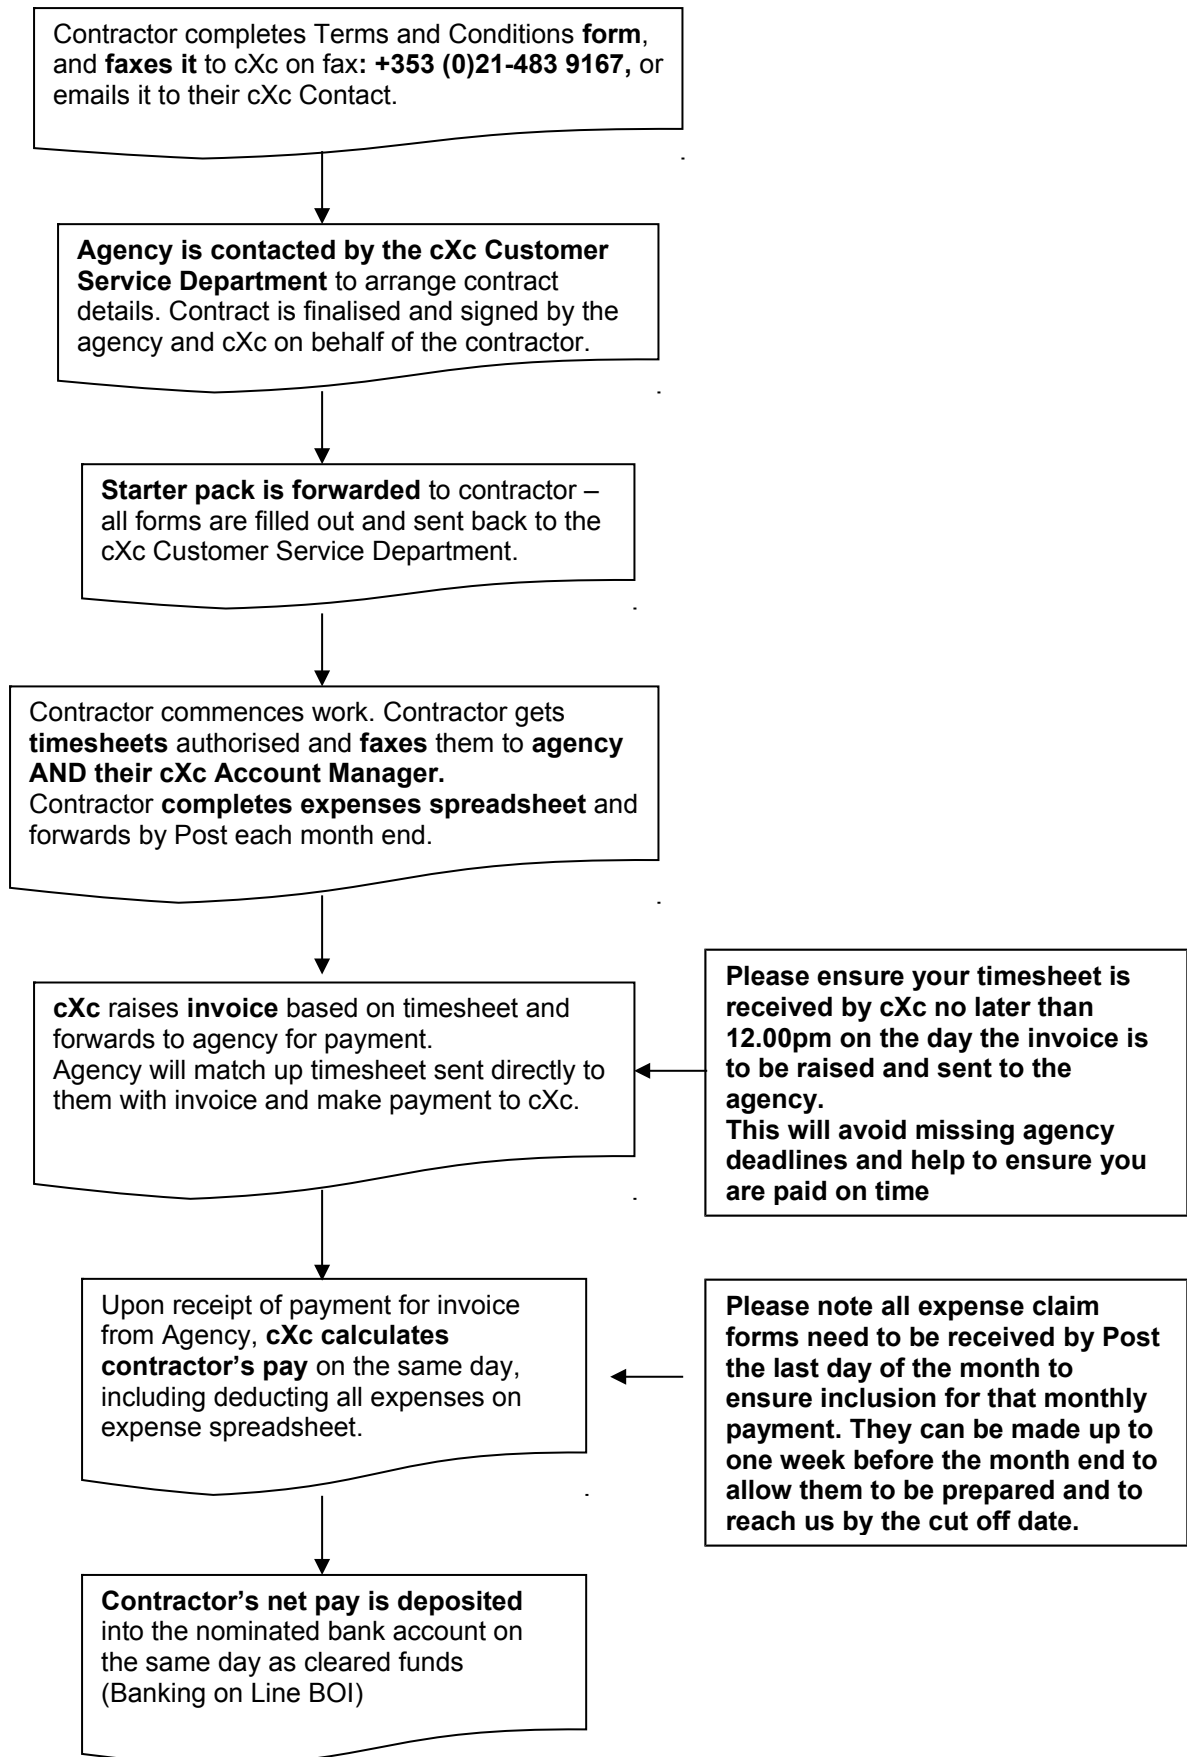 Contractor completes Terms and Conditions form,
and faxes it to cXc on fax: +353 (0)21-483 9167, or
emails it to their cXc Contact.
Agency is contacted by the cXc Customer
Service Department to arrange contract
details. Contract is finalised and signed by the
agency and cXc on behalf of the contractor.
Starter pack is forwarded to contractor –
all forms are filled out and sent back to the
cXc Customer Service Department.
Contractor commences work. Contractor gets
timesheets authorised and faxes them to agency
AND their cXc Account Manager.
Contractor completes expenses spreadsheet and
forwards by Post each month end.
cXc raises invoice based on timesheet and
forwards to agency for payment.
Agency will match up timesheet sent directly to
them with invoice and make payment to cXc.
Please ensure your timesheet is
received by cXc no later than
12.00pm on the day the invoice is
to be raised and sent to the
agency.
This will avoid missing agency
deadlines and help to ensure you
are paid on time
Upon receipt of payment for invoice
from Agency, cXc calculates
contractor’s pay on the same day,
including deducting all expenses on
expense spreadsheet.
Please note all expense claim
forms need to be received by Post
the last day of the month to
ensure inclusion for that monthly
payment. They can be made up to
one week before the month end to
allow them to be prepared and to
reach us by the cut off date.
Contractor’s net pay is deposited
into the nominated bank account on
the same day as cleared funds
(Banking on Line BOI)